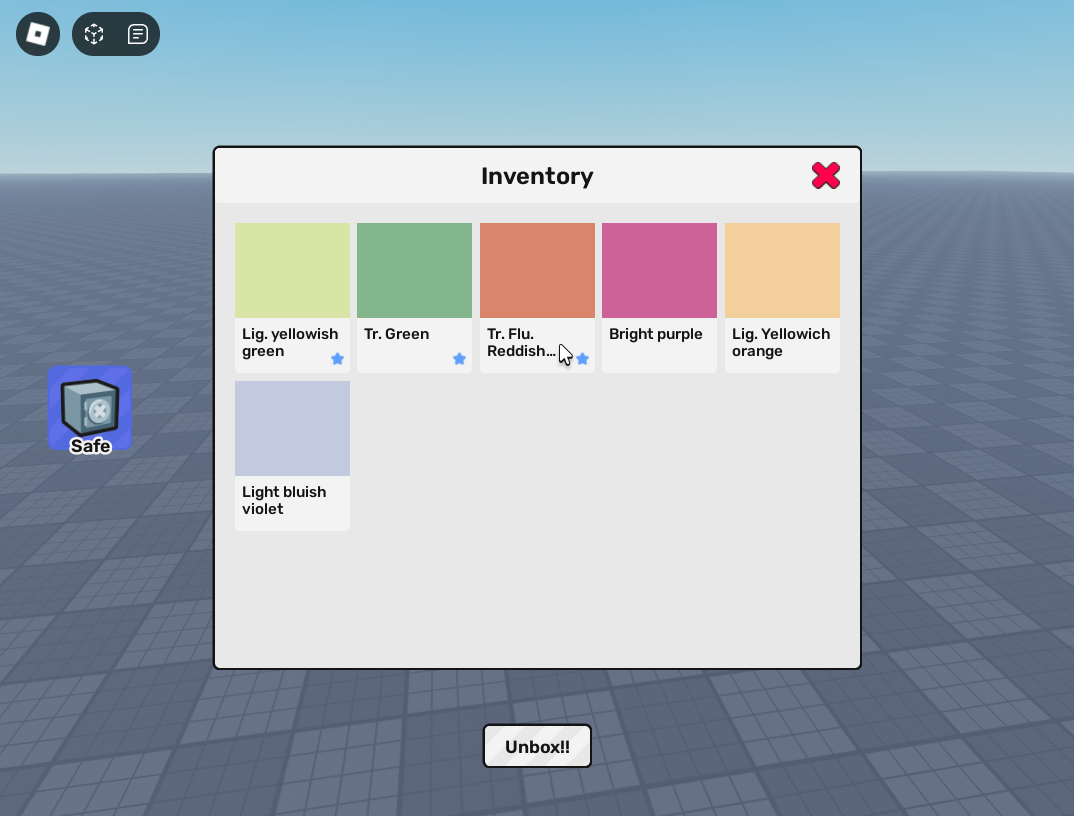 Inventory
Lig. yellowish
green
Tr. Green
Tr. Flu.
Reddish...
Bright purple
Lig. Yellowich
orange
Safe
Light bluish
violet
Unbox!!